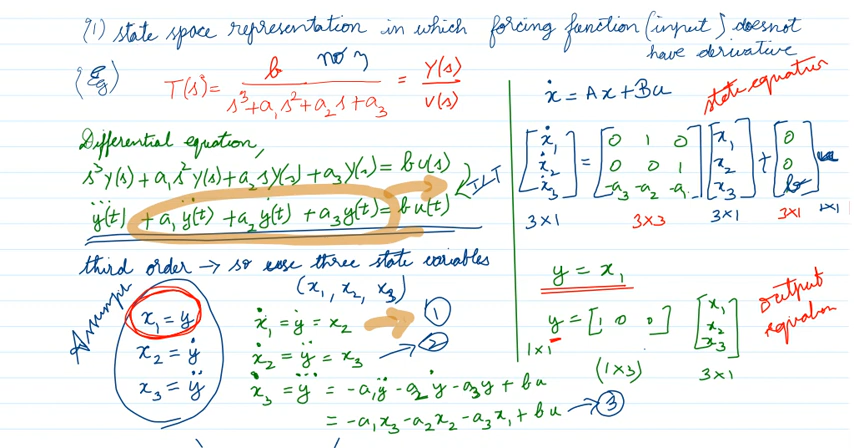 (1) state space representation in which forcing function (input) does not have derivative
(Eg)
no z
T(s) = b / (s³+a₁s²+a₂s+a₃) = Y(s) / U(s)
Differential equation,
s³Y(s)+a₁s²Y(s)+a₂sY(s)+a₃Y(s) = bu(s)
ILT
y⃛(t) + a₁ÿ(t) + a₂ẏ(t) + a₃y(t) = bu(t)
third order → so use three state variables
(x₁, x₂, x₃)
Assume
x₁ = y
x₂ = ẏ
x₃ = ÿ
ẋ₁ = ẏ = x₂ → ①
ẋ₂ = ÿ = x₃ → ②
ẋ₃ = y⃛ = -a₁ÿ - a₂ẏ - a₃y + bu
= -a₁x₃ - a₂x₂ - a₃x₁ + bu → ③
ẋ = Ax + Bu
state equation
[ẋ₁ ẋ₂ ẋ₃] = [0 1 0; 0 0 1; -a₃ -a₂ -a₁] [x₁ x₂ x₃] + [0 0 b] u
3×1 3×3 3×1 3×1 1×1
y = x₁
output equation
y = [1 0 0] [x₁ x₂ x₃]
1×1 (1×3) 3×1